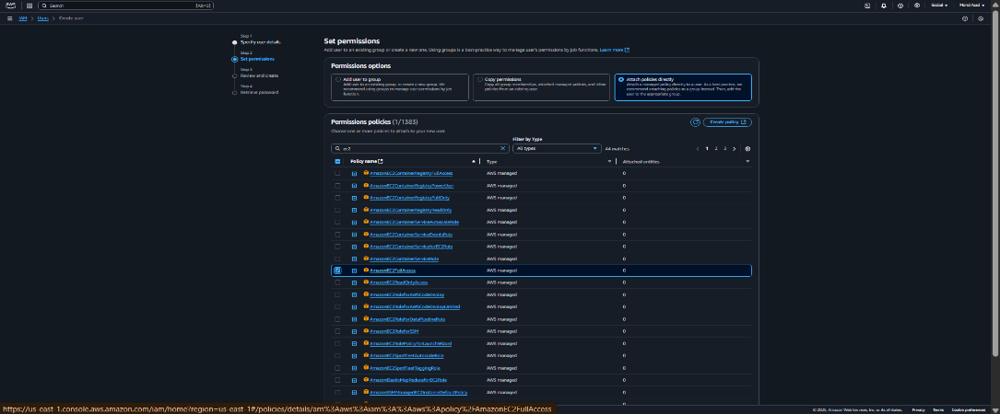 aws
Search
[Alt+S]
Global
Mohd Asad
IAM > Users > Create user
Step 1
Specify user details
Step 2
Set permissions
Step 3
Review and create
Step 4
Retrieve password
Set permissions
Add user to an existing group or create a new one. Using groups is a best-practice way to manage user's permissions by job functions. Learn more
Permissions options
Add user to group
Add user to an existing group, or create a new group. We recommend using groups to manage user permissions by job function.
Copy permissions
Copy all group memberships, attached managed policies, and inline policies from an existing user.
Attach policies directly
Attach a managed policy directly to a user. As a best practice, we recommend attaching policies to a group instead. Then, add the user to the appropriate group.
Permissions policies (1/1383)
Create policy
Choose one or more policies to attach to your new user.
Filter by Type
ec2
All types
44 matches
1 2 3
Policy name
Type
Attached entities
AmazonEC2ContainerRegistryFullAccess AWS managed 0
AmazonEC2ContainerRegistryPowerUser AWS managed 0
AmazonEC2ContainerRegistryPullOnly AWS managed 0
AmazonEC2ContainerRegistryReadOnly AWS managed 0
AmazonEC2ContainerServiceAutoscaleRole AWS managed 0
AmazonEC2ContainerServiceEventsRole AWS managed 0
AmazonEC2ContainerServiceforEC2Role AWS managed 0
AmazonEC2ContainerServiceRole AWS managed 0
AmazonEC2FullAccess AWS managed 0
AmazonEC2ReadOnlyAccess AWS managed 0
AmazonEC2RoleforAWSCodeDeploy AWS managed 0
AmazonEC2RoleforAWSCodeDeployLimited AWS managed 0
AmazonEC2RoleforDataPipelineRole AWS managed 0
AmazonEC2RoleforSSM AWS managed 0
AmazonEC2RolePolicyForLaunchWizard AWS managed 0
AmazonEC2SpotFleetAutoscaleRole AWS managed 0
AmazonEC2SpotFleetTaggingRole AWS managed 0
AmazonElasticMapReduceforEC2Role AWS managed 0
AmazonSSMManagedEC2InstanceDefaultPolicy AWS managed 0
https://us-east-1.console.aws.amazon.com/iam/home?region=us-east-1#/policies/details/arn%3Aaws%3Aiam%3A%3Aaws%3Apolicy%2FAmazonEC2FullAccess
© 2025, Amazon Web Services, Inc. or its affiliates.
Privacy
Terms
Cookie preferences